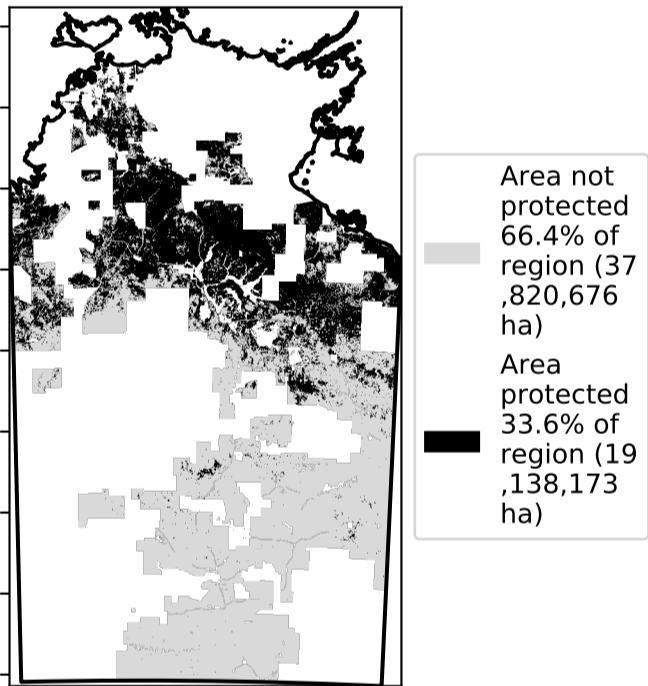 Area not
protected
66.4% of
region (37
,820,676
ha)
Area
protected
33.6% of
region (19
,138,173
ha)